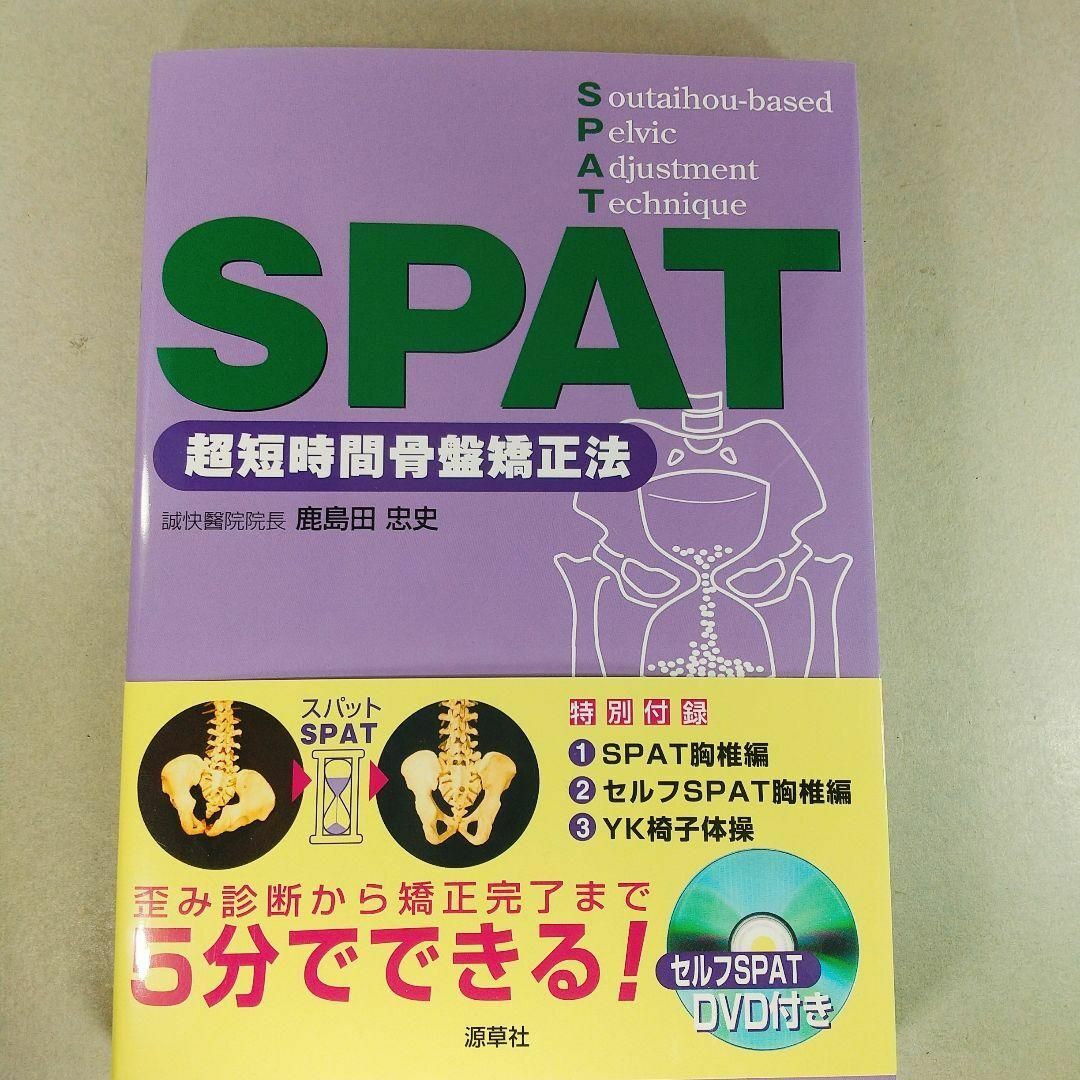 Soutaihou-based
Pelvic
Adjustment
Technique
SPAT
超短時間骨盤矯正法
誠快醫院院長 鹿島田 忠史
スパット
SPAT
特別付録
1 SPAT胸椎編
2 セルフSPAT胸椎編
3 YK椅子体操
歪み診断から矯正完了まで
5分でできる!
セルフSPAT
DVD付き
源草社